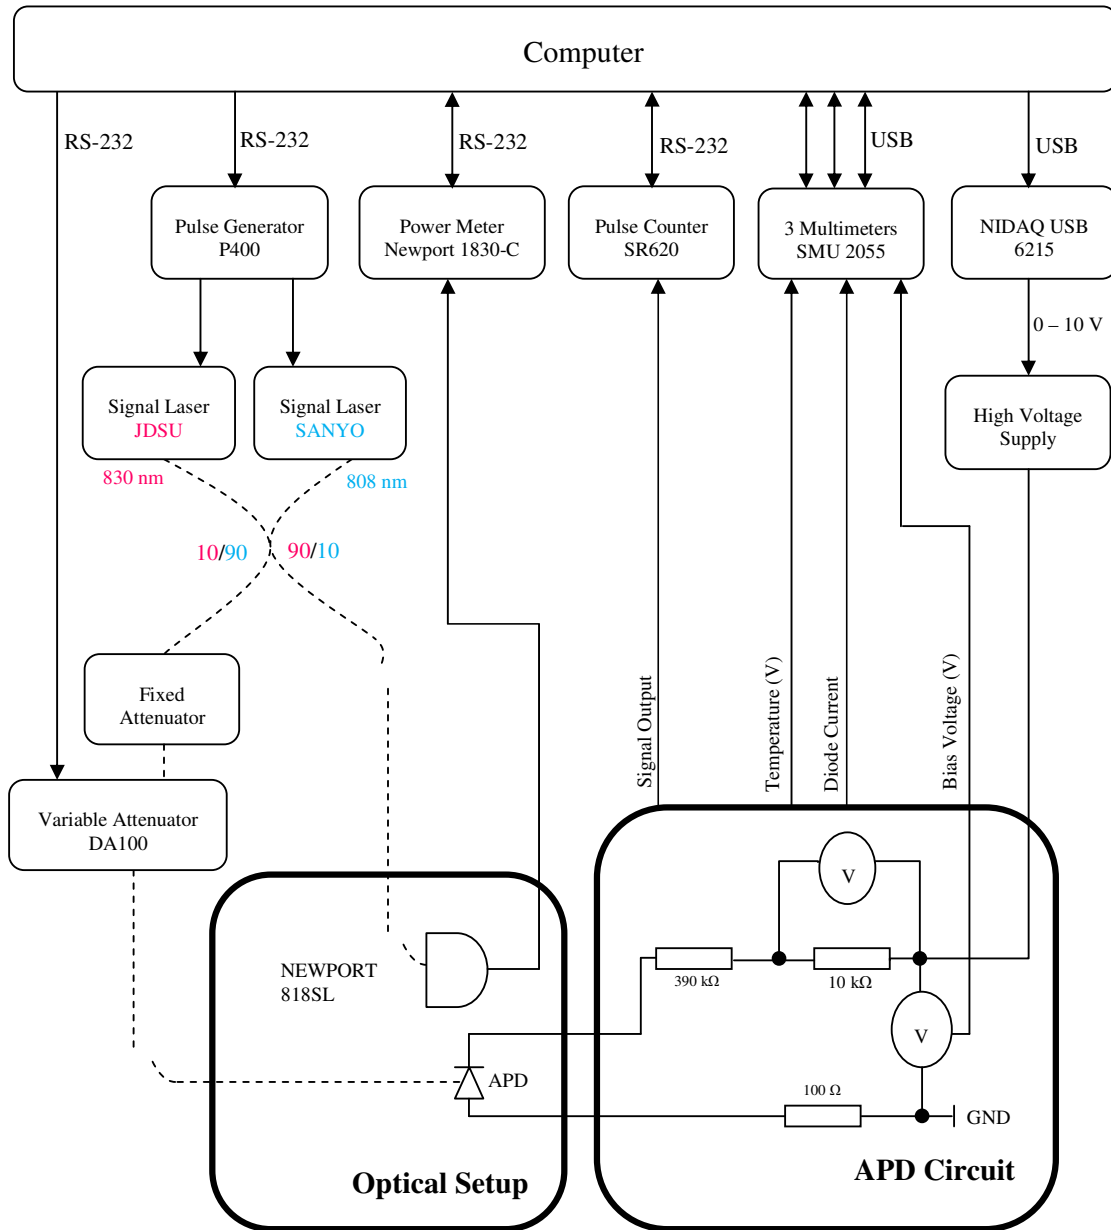 Computer
RS-232
RS-232
RS-232
RS-232
USB
USB
Pulse Generator
P400
Power Meter
Newport 1830-C
Pulse Counter
SR620
3 Multimeters
SMU 2055
NIDAQ USB
6215
0 – 10 V
Signal Laser
JDSU
Signal Laser
SANYO
High Voltage
Supply
830 nm
808 nm
10/90
90/10
Fixed
Attenuator
Signal Output
Temperature (V)
Diode Current
Bias Voltage (V)
Variable Attenuator
DA100
V
NEWPORT
818SL
390 kΩ
10 kΩ
V
APD
100 Ω
GND
Optical Setup
APD Circuit